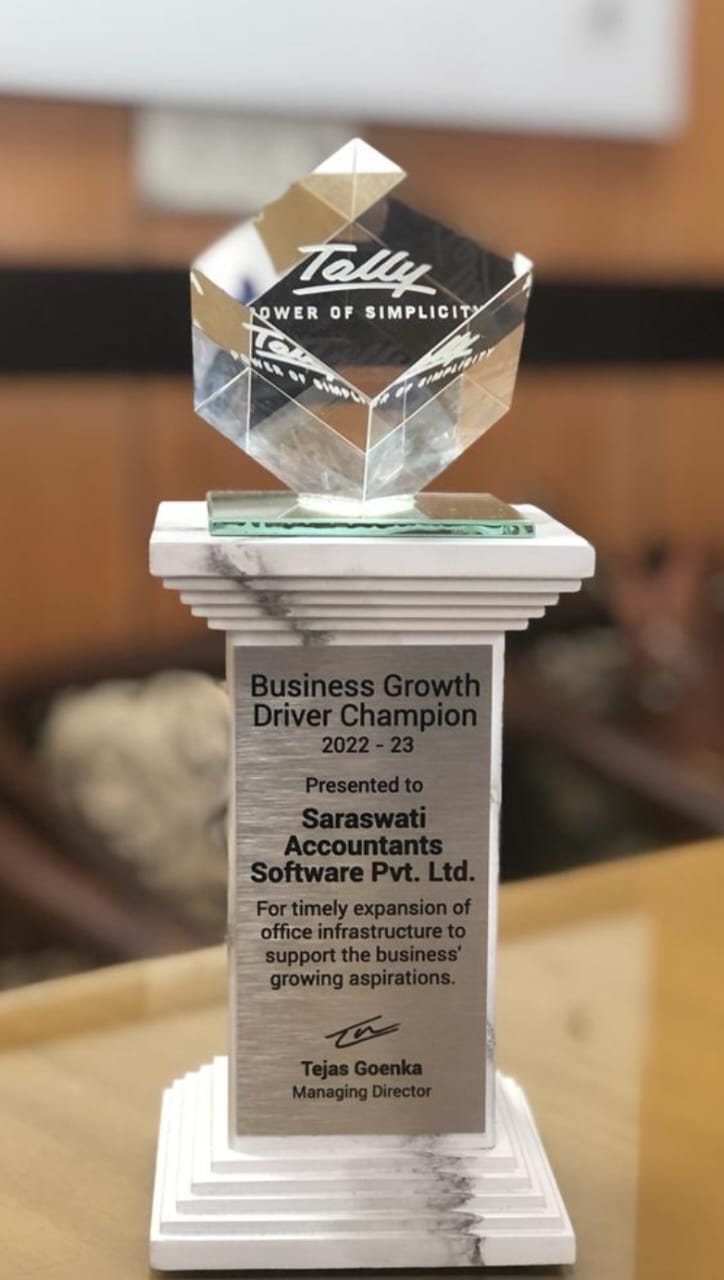 Tally
POWER OF SIMPLICITY
Business Growth
Driver Champion
2022 - 23
Presented to
Saraswati
Accountants
Software Pvt. Ltd.
For timely expansion of
office infrastructure to
support the business'
growing aspirations.
Tejas Goenka
Managing Director